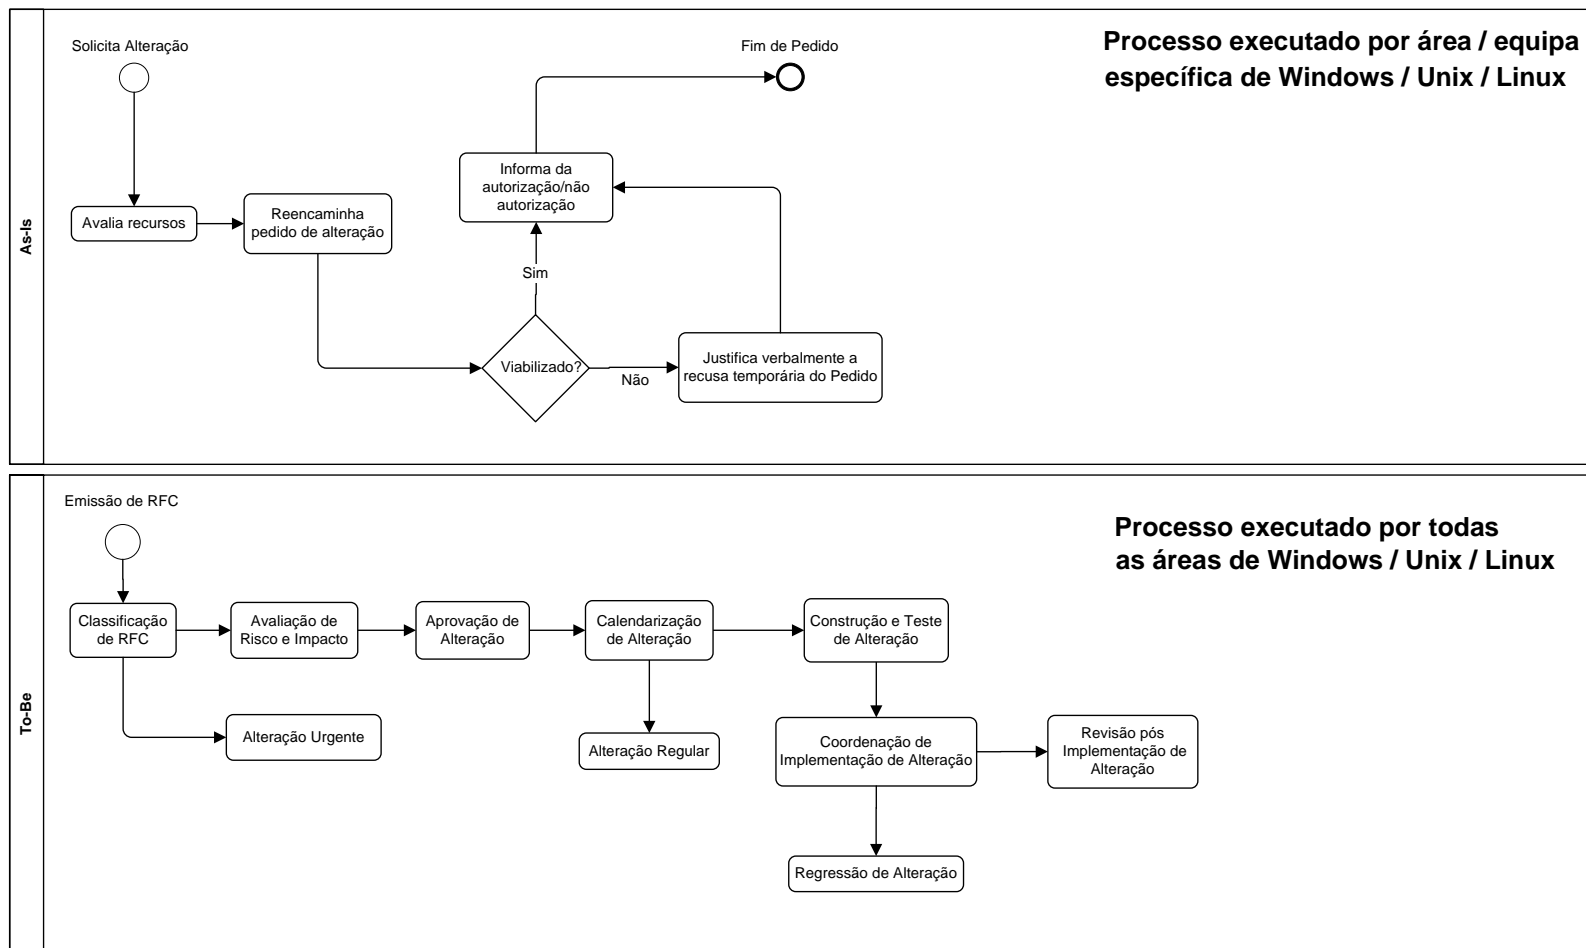 As-Is
Solicita Alteração
Fim de Pedido
Processo executado por área / equipa
específica de Windows / Unix / Linux
Avalia recursos
Reencaminha
pedido de alteração
Informa da
autorização/não
autorização
Sim
Viabilizado?
Não
Justifica verbalmente a
recusa temporária do Pedido
To-Be
Emissão de RFC
Processo executado por todas
as áreas de Windows / Unix / Linux
Classificação
de RFC
Avaliação de
Risco e Impacto
Aprovação de
Alteração
Calendarização
de Alteração
Construção e Teste
de Alteração
Alteração Urgente
Alteração Regular
Coordenação de
Implementação de Alteração
Revisão pós
Implementação de
Alteração
Regressão de Alteração